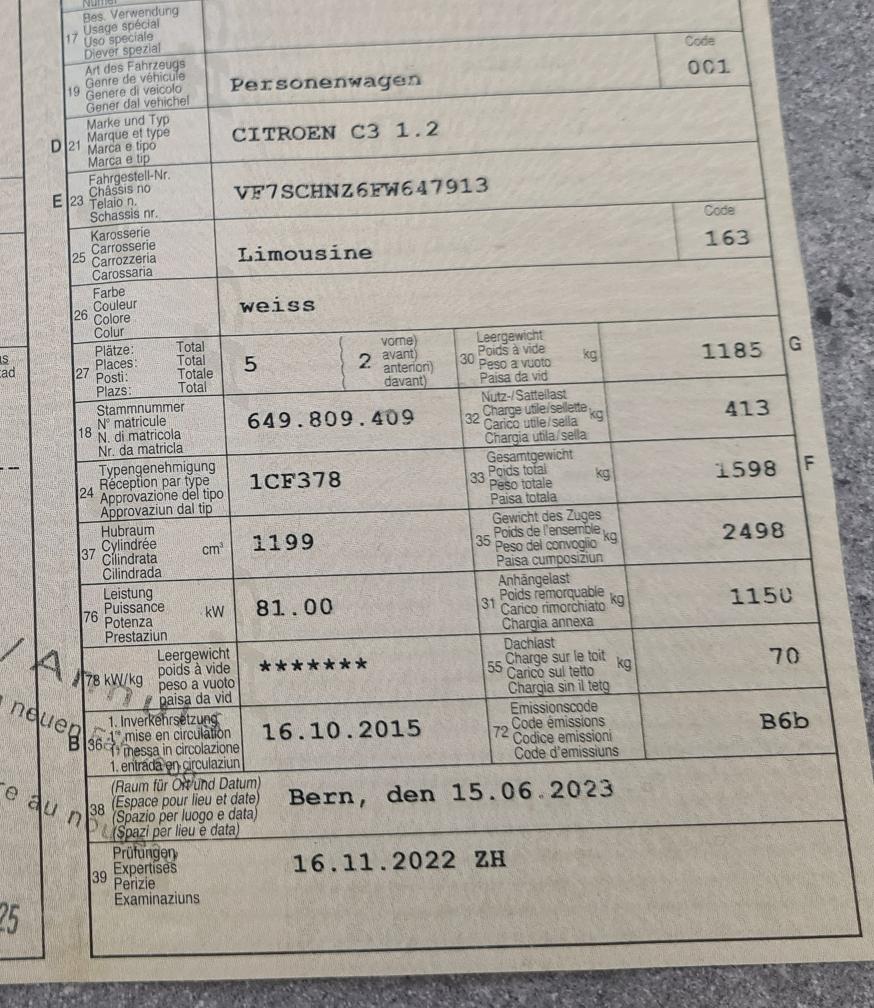 Bes. Verwendung
17 Usage spécial
Uso speciale
Diever spezial
Art des Fahrzeugs
Genre de véhicule
19 Genere di veicolo
Gener dal vehichel
Personenwagen
Code
001
Marke und Typ
Marque et type
D 21 Marca e tipo
Marca e tip
CITROEN C3 1.2
Fahrgestell-Nr.
Châssis no
E 23 Telaio n.
Schassis nr.
VF7SCHNZ6FW647913
Karosserie
Carrosserie
25 Carrozzeria
Carossaria
Limousine
Code
163
Farbe
Couleur
26 Colore
Colur
weiss
Plätze: Total
Places: Total
27 Posti: Totale
Plazs: Total
5
2
vorne)
avant)
anteriori)
davant)
Leergewicht
30 Poids à vide kg
Peso a vuoto
Paisa da vid
1185 G
Stammnummer
N° matricule
18 N. di matricola
Nr. da matricla
649.809.409
Nutz-/Sattellast
32 Charge utile/sellette kg
Carico utile/sella
Chargia utila/sella
413
Typengenehmigung
Réception par type
24 Approvazione del tipo
Approvaziun dal tip
1CF378
Gesamtgewicht
33 Poids total kg
Peso totale
Paisa totala
1598 F
Hubraum
37 Cylindrée cm³
Cilindrata
Cilindrada
1199
Gewicht des Zuges
Poids de l'ensemble kg
35 Peso del convoglio
Paisa cumposiziun
2498
Leistung
76 Puissance kW
Potenza
Prestaziun
81.00
Anhängelast
31 Poids remorquable kg
Carico rimorchiato
Chargia annexa
1150
78 kW/kg
Leergewicht
poids à vide
peso a vuoto
paisa da vid
*******
Dachlast
55 Charge sur le toit kg
Carico sul tetto
Chargia sin il tetg
70
1. Inverkehrsetzung
B 36 1re mise en circulation
1a messa in circolazione
1. entrada en circulaziun
16.10.2015
Emissionscode
72 Code émissions
Codice emissioni
Code d'emissiuns
B6b
(Raum für Ort und Datum)
38 (Espace pour lieu et date)
(Spazio per luogo e data)
(Spazi per lieu e data)
Bern, den 15.06.2023
Prüfungen
39 Expertises
Perizie
Examinaziuns
16.11.2022 ZH
neuen
re au
25